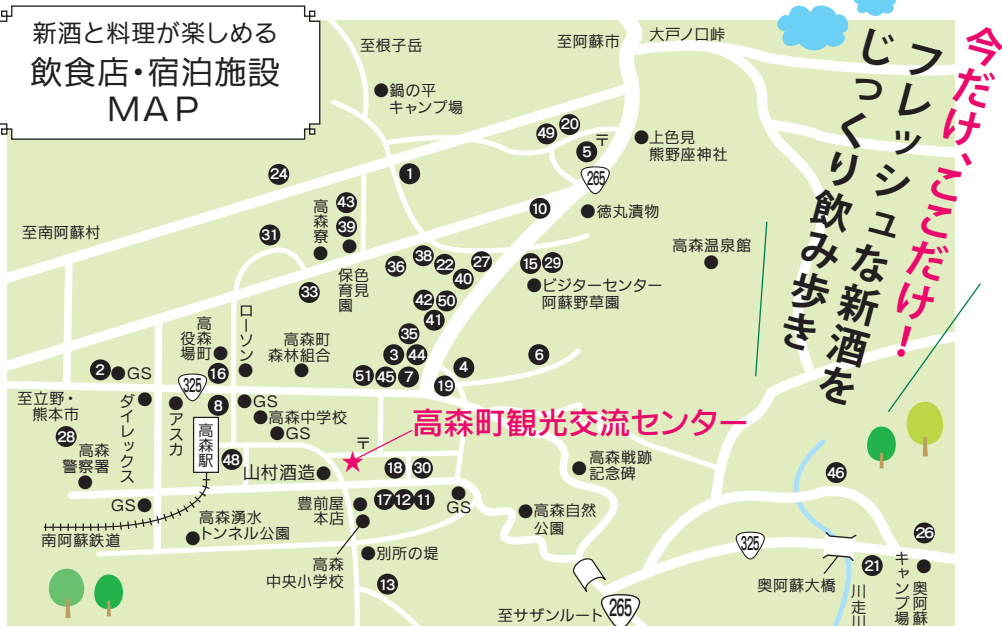 新酒と料理が楽しめる
飲食店・宿泊施設
MAP
今だけ、ここだけ！
フレッシュな新酒を
じっくり飲み歩き
至根子岳
至阿蘇市
大戸ノ口峠
鍋の平
キャンプ場
49
20
5
〒
上色見
熊野座神社
265
24
1
43
39
高森寮
10
徳丸漬物
至南阿蘇村
31
高森温泉館
36
38
22
27
40
15
29
ビジターセンター
阿蘇野草園
33
色見
保育園
42
50
41
ローソン
高森町
役場
高森町
森林組合
35
3
44
51
45
7
4
19
6
2
GS
325
16
至立野・
熊本市
ダイレックス
アスカ
8
GS
高森中学校
GS
28
高森
警察署
高森駅
48
〒
高森町観光交流センター
山村酒造
18
30
高森戦跡
記念碑
46
GS
豊前屋
本店
17
12
11
GS
高森自然
公園
南阿蘇鉄道
高森湧水
トンネル公園
高森
中央小学校
別所の堤
13
325
26
奥阿蘇大橋
21
川走川
奥阿蘇
キャンプ場
至サザンルート
265